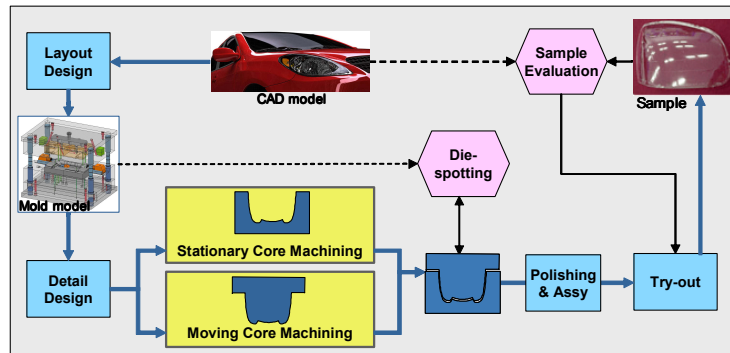 Layout
Design
CAD model
Sample
Evaluation
Sample
Mold model
Die-
spotting
Stationary Core Machining
Detail
Design
Moving Core Machining
Polishing
& Assy
Try-out